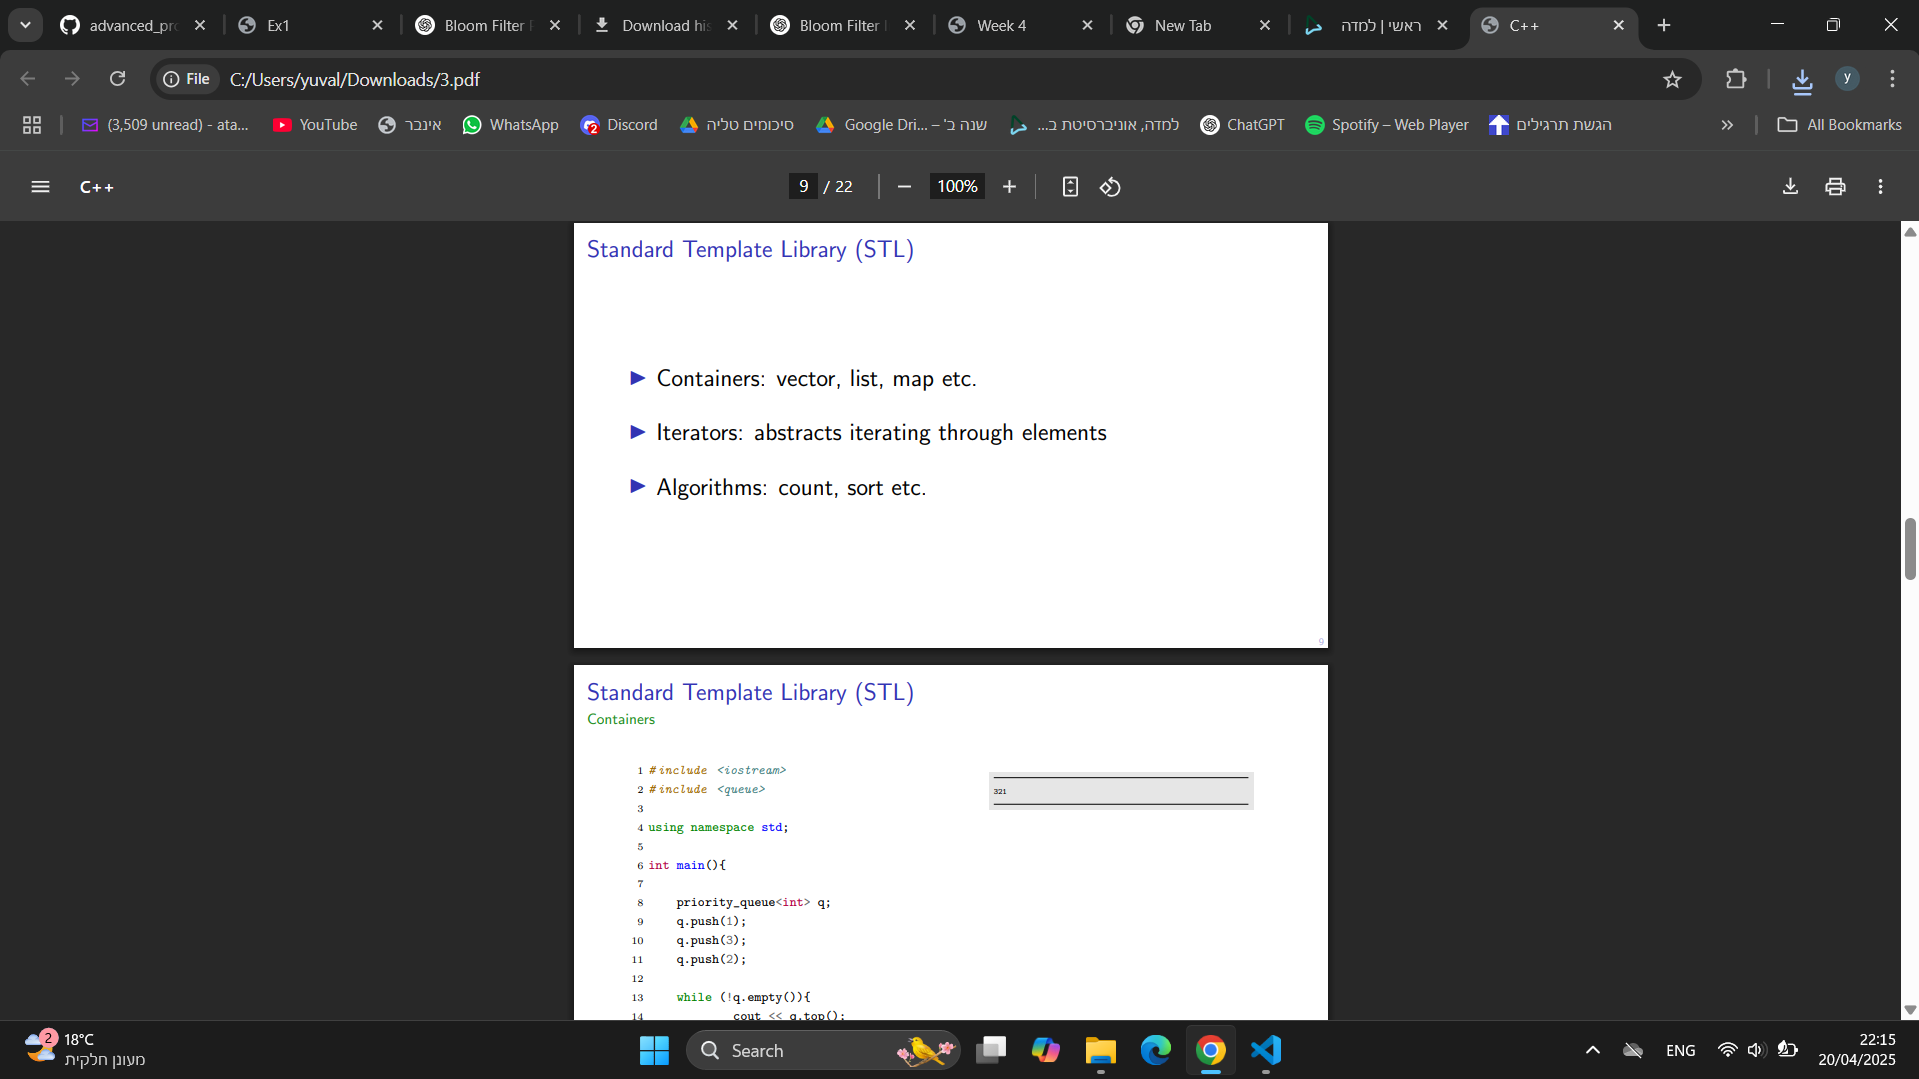 advanced_pro
Ex1
Bloom Filter
Download his
Bloom Filter
Week 4
New Tab
ראשי | למדה
C++
File
C:/Users/yuval/Downloads/3.pdf
y
(3,509 unread) - ata...
YouTube
אינבר
WhatsApp
Discord
סיכומים טליה
Google Dri... – שנה ב'
למדה, אוניברסיטת ב...
ChatGPT
Spotify – Web Player
הגשת תרגילים
All Bookmarks
C++
9 / 22
100%
Standard Template Library (STL)
Containers: vector, list, map etc.
Iterators: abstracts iterating through elements
Algorithms: count, sort etc.
9
Standard Template Library (STL)
Containers
1 #include <iostream>
2 #include <queue>
3
4 using namespace std;
5
6 int main(){
7
8 priority_queue<int> q;
9 q.push(1);
10 q.push(3);
11 q.push(2);
12
13 while (!q.empty()){
14 cout << q.top();
321
2
18°C
מעונן חלקית
Search
ENG
22:15
20/04/2025